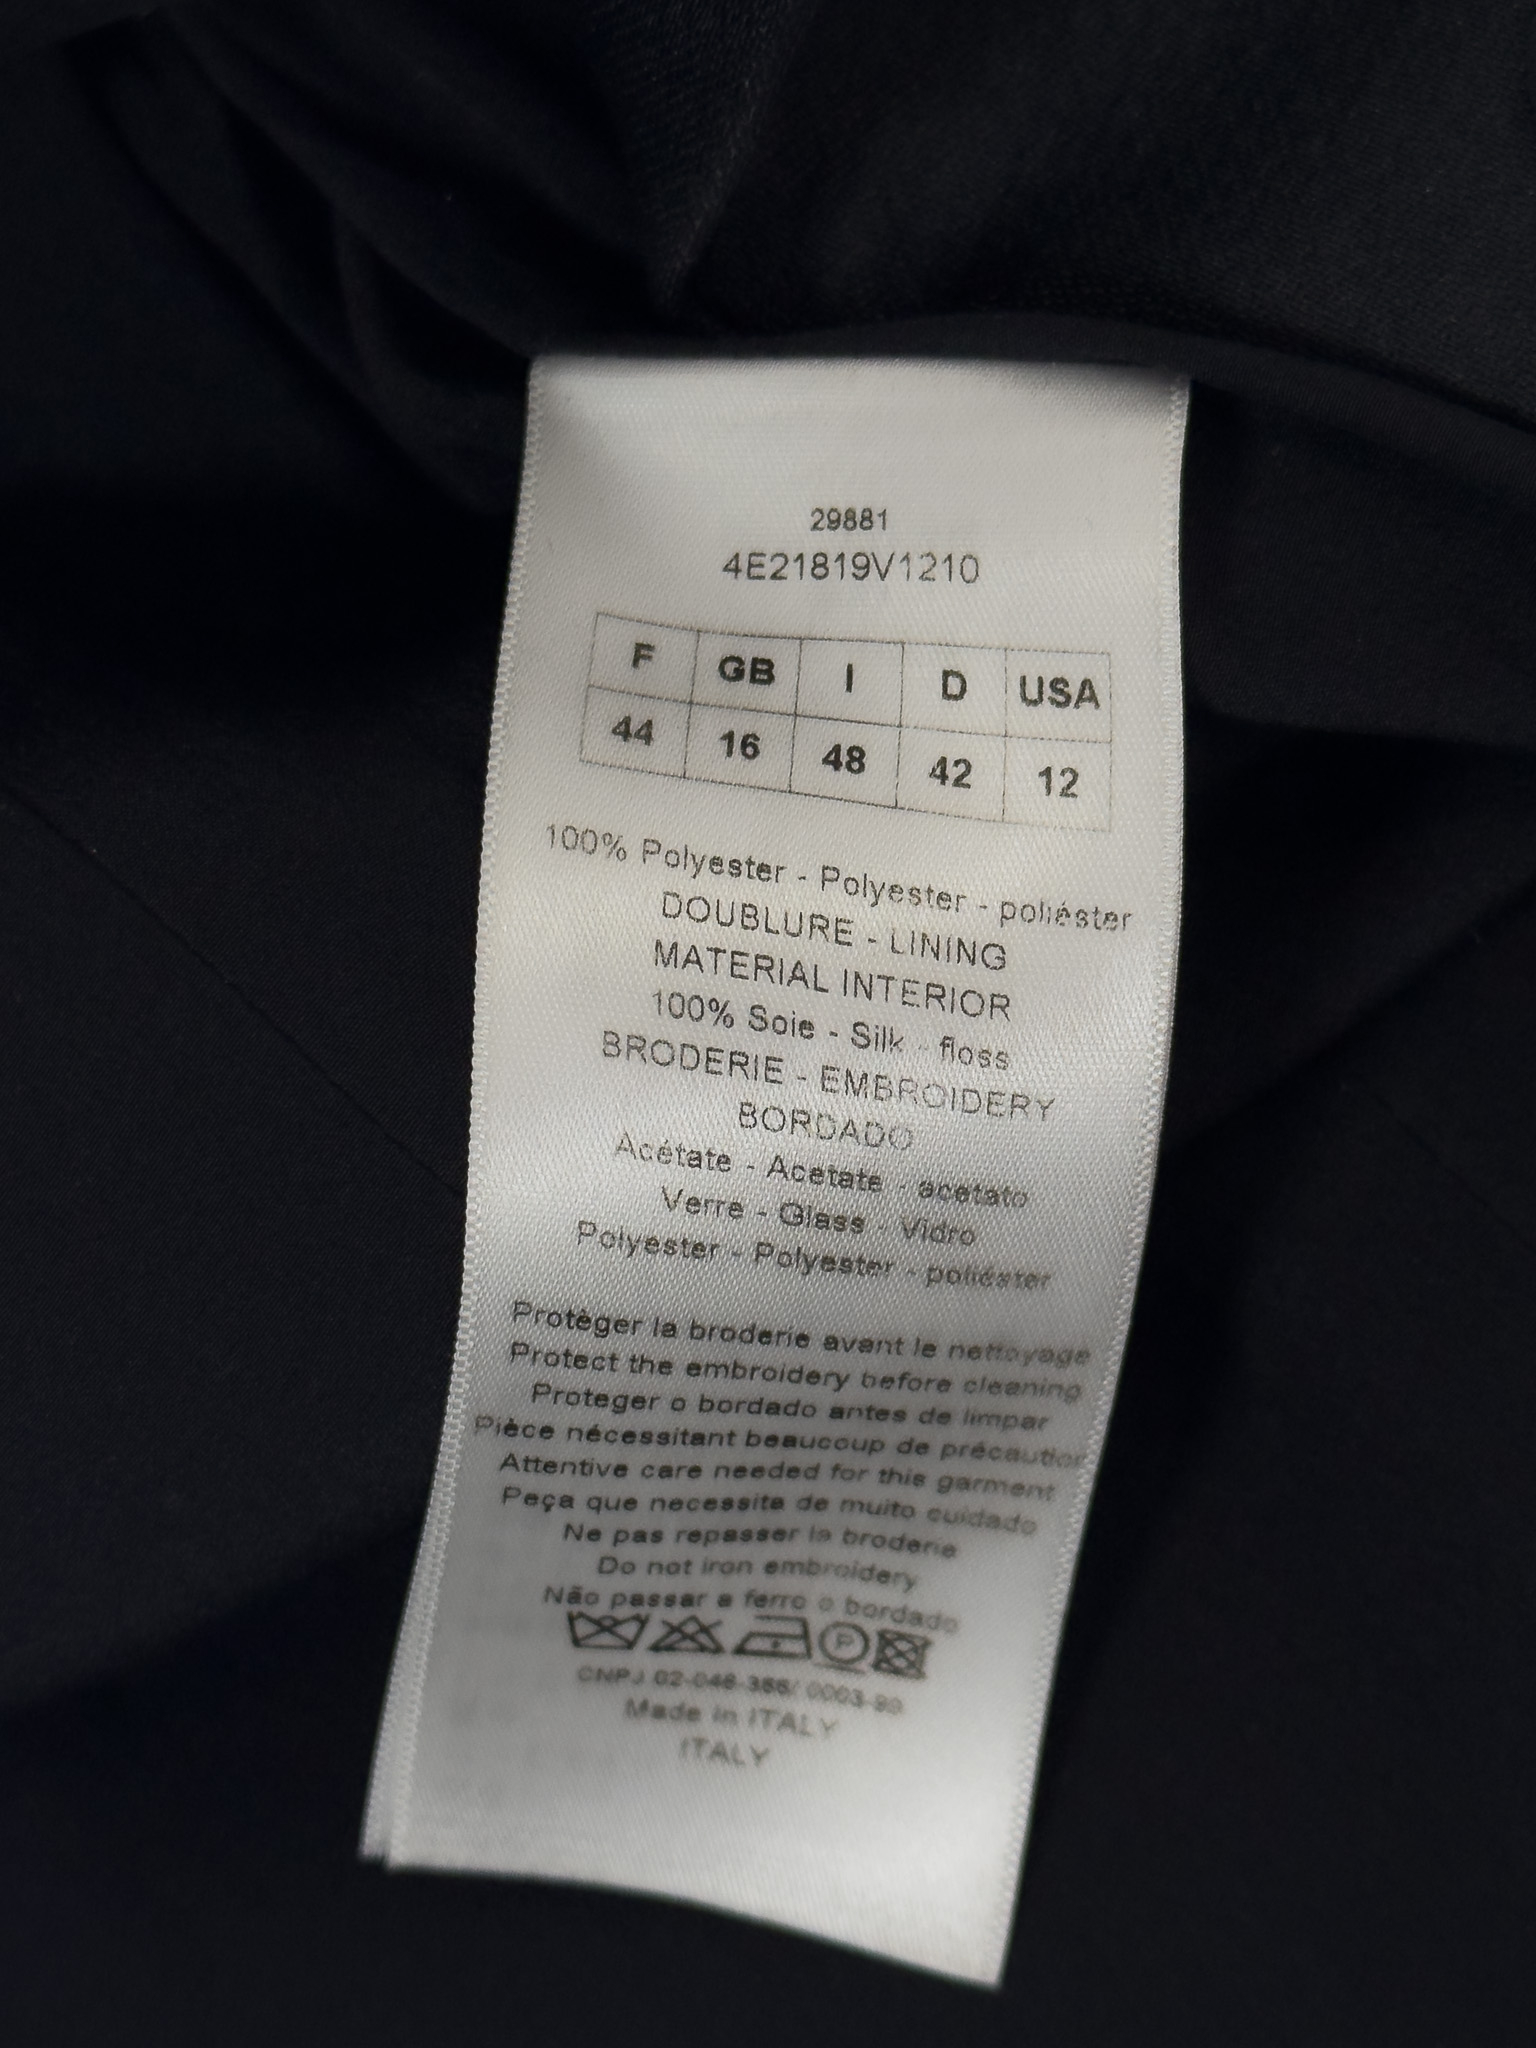 29881
4E21819V1210
F GB I D USA
44 16 48 42 12
100% Polyester - Polyester - poliéster
DOUBLURE - LINING
MATERIAL INTERIOR
100% Soie - Silk - floss
BRODERIE - EMBROIDERY
BORDADO
Acétate - Acetate - acetato
Verre - Glass - Vidro
Polyester - Polyester - poliéster
Protèger la broderie avant le nettoyage
Protect the embroidery before cleaning
Proteger o bordado antes de limpar
Pièce nécessitant beaucoup de précaution
Attentive care needed for this garment
Peça que necessita de muito cuidado
Ne pas repasser la broderie
Do not iron embroidery
Não passar a ferro o bordado
P
CNPJ
Made in ITALY
ITALY